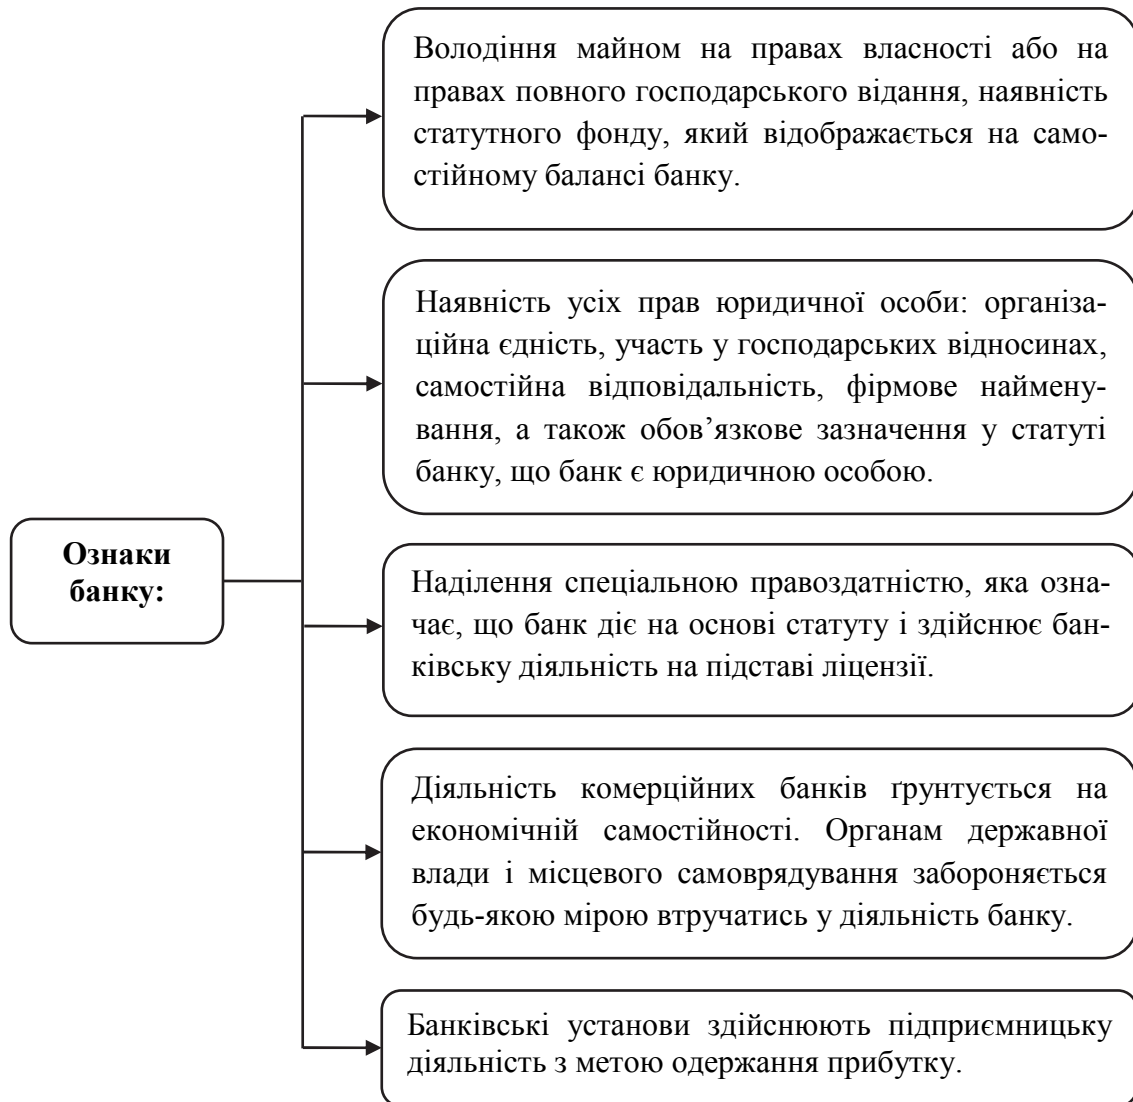 Володіння майном на правах власності або на
правах повного господарського відання, наявність
статутного фонду, який відображається на само-
стійному балансі банку.
Наявність усіх прав юридичної особи: організа-
ційна єдність, участь у господарських відносинах,
самостійна відповідальність, фірмове наймену-
вання, а також обов’язкове зазначення у статуті
банку, що банк є юридичною особою.
Ознаки
банку:
Наділення спеціальною правоздатністю, яка озна-
чає, що банк діє на основі статуту і здійснює бан-
ківську діяльність на підставі ліцензії.
Діяльність комерційних банків ґрунтується на
економічній самостійності. Органам державної
влади і місцевого самоврядування забороняється
будь-якою мірою втручатись у діяльність банку.
Банківські установи здійснюють підприємницьку
діяльність з метою одержання прибутку.